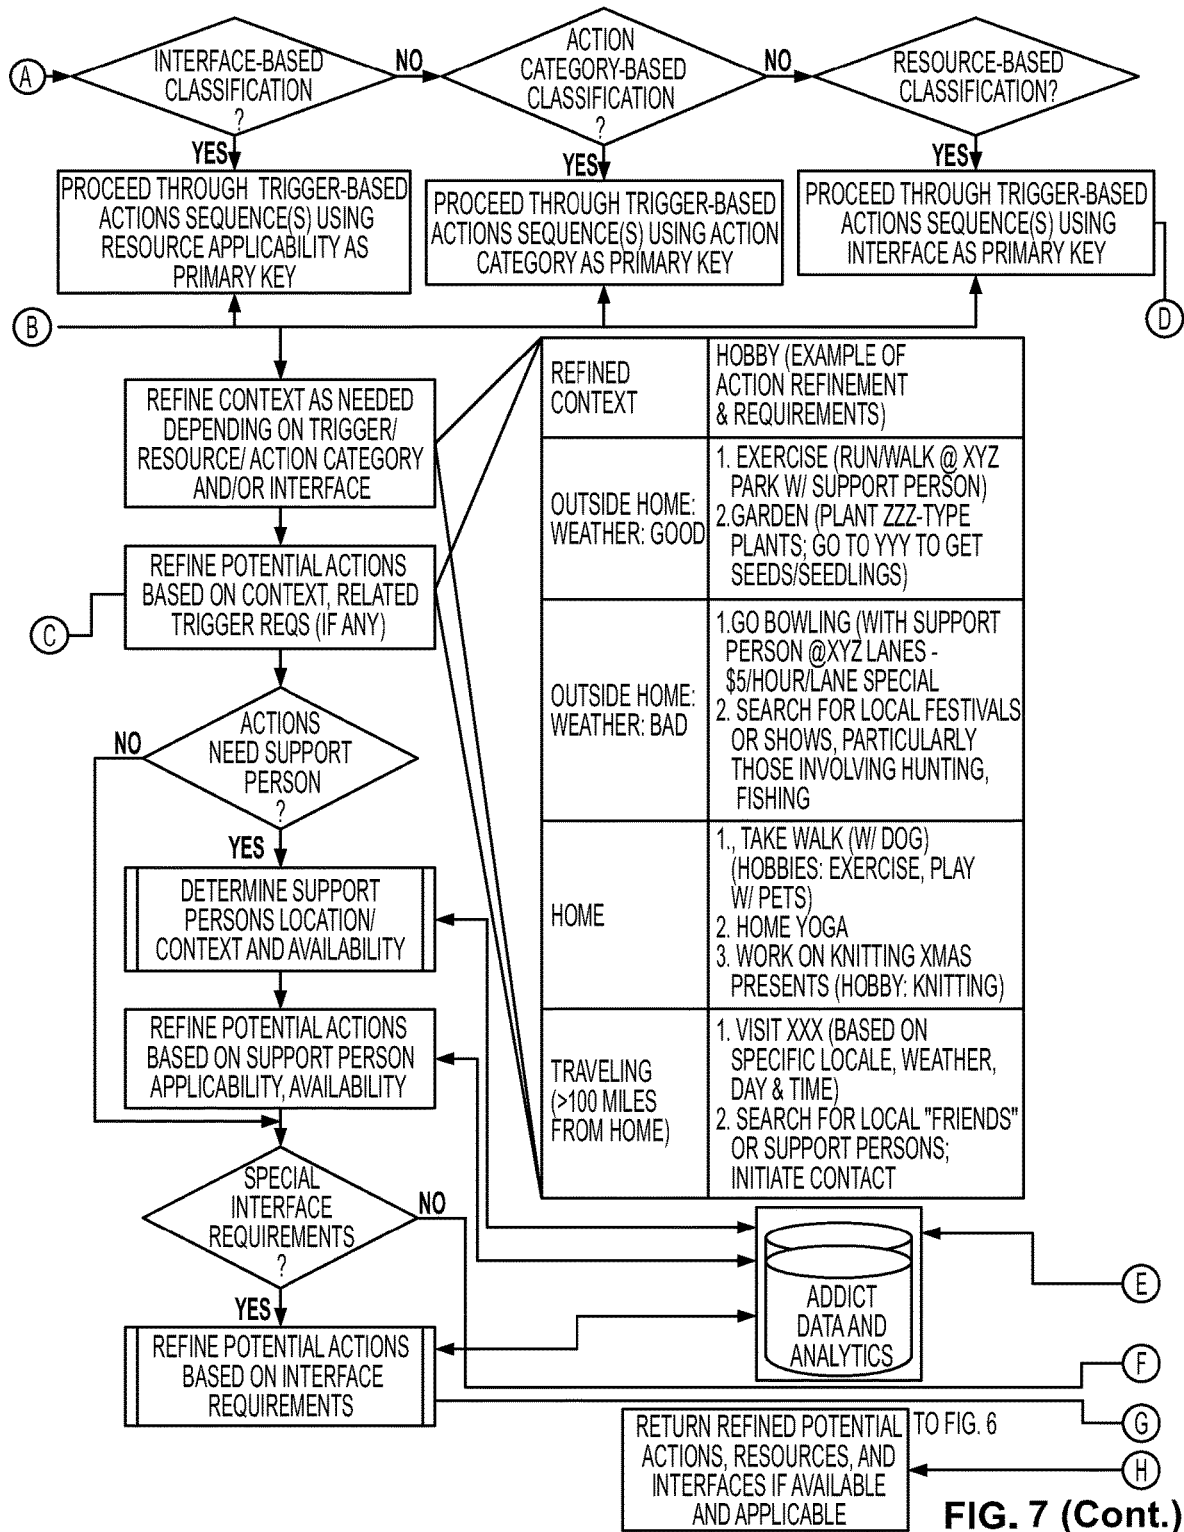 A
INTERFACE-BASED
CLASSIFICATION
?
NO
ACTION
CATEGORY-BASED
CLASSIFICATION
?
NO
RESOURCE-BASED
CLASSIFICATION?
YES
YES
YES
PROCEED THROUGH TRIGGER-BASED
ACTIONS SEQUENCE(S) USING
RESOURCE APPLICABILITY AS
PRIMARY KEY
PROCEED THROUGH TRIGGER-BASED
ACTIONS SEQUENCE(S) USING ACTION
CATEGORY AS PRIMARY KEY
PROCEED THROUGH TRIGGER-BASED
ACTIONS SEQUENCE(S) USING
INTERFACE AS PRIMARY KEY
B
D
REFINE CONTEXT AS NEEDED
DEPENDING ON TRIGGER/
RESOURCE/ ACTION CATEGORY
AND/OR INTERFACE
REFINE POTENTIAL ACTIONS
BASED ON CONTEXT, RELATED
TRIGGER REQS (IF ANY)
C
ACTIONS
NEED SUPPORT
PERSON
?
NO
YES
DETERMINE SUPPORT
PERSONS LOCATION/
CONTEXT AND AVAILABILITY
REFINE POTENTIAL ACTIONS
BASED ON SUPPORT PERSON
APPLICABILITY, AVAILABILITY
SPECIAL
INTERFACE
REQUIREMENTS
?
NO
YES
REFINE POTENTIAL ACTIONS
BASED ON INTERFACE
REQUIREMENTS
REFINED
CONTEXT
HOBBY (EXAMPLE OF
ACTION REFINEMENT
& REQUIREMENTS)
OUTSIDE HOME:
WEATHER: GOOD
1. EXERCISE (RUN/WALK @ XYZ
PARK W/ SUPPORT PERSON)
2.GARDEN (PLANT ZZZ-TYPE
PLANTS; GO TO YYY TO GET
SEEDS/SEEDLINGS)
OUTSIDE HOME:
WEATHER: BAD
1.GO BOWLING (WITH SUPPORT
PERSON @XYZ LANES -
$5/HOUR/LANE SPECIAL
2. SEARCH FOR LOCAL FESTIVALS
OR SHOWS, PARTICULARLY
THOSE INVOLVING HUNTING,
FISHING
HOME
1., TAKE WALK (W/ DOG)
(HOBBIES: EXERCISE, PLAY
W/ PETS)
2. HOME YOGA
3. WORK ON KNITTING XMAS
PRESENTS (HOBBY: KNITTING)
TRAVELING
(>100 MILES
FROM HOME)
1. VISIT XXX (BASED ON
SPECIFIC LOCALE, WEATHER,
DAY & TIME)
2. SEARCH FOR LOCAL "FRIENDS"
OR SUPPORT PERSONS;
INITIATE CONTACT
ADDICT
DATA AND
ANALYTICS
E
F
G
H
RETURN REFINED POTENTIAL
ACTIONS, RESOURCES, AND
INTERFACES IF AVAILABLE
AND APPLICABLE
TO FIG. 6
FIG. 7 (Cont.)